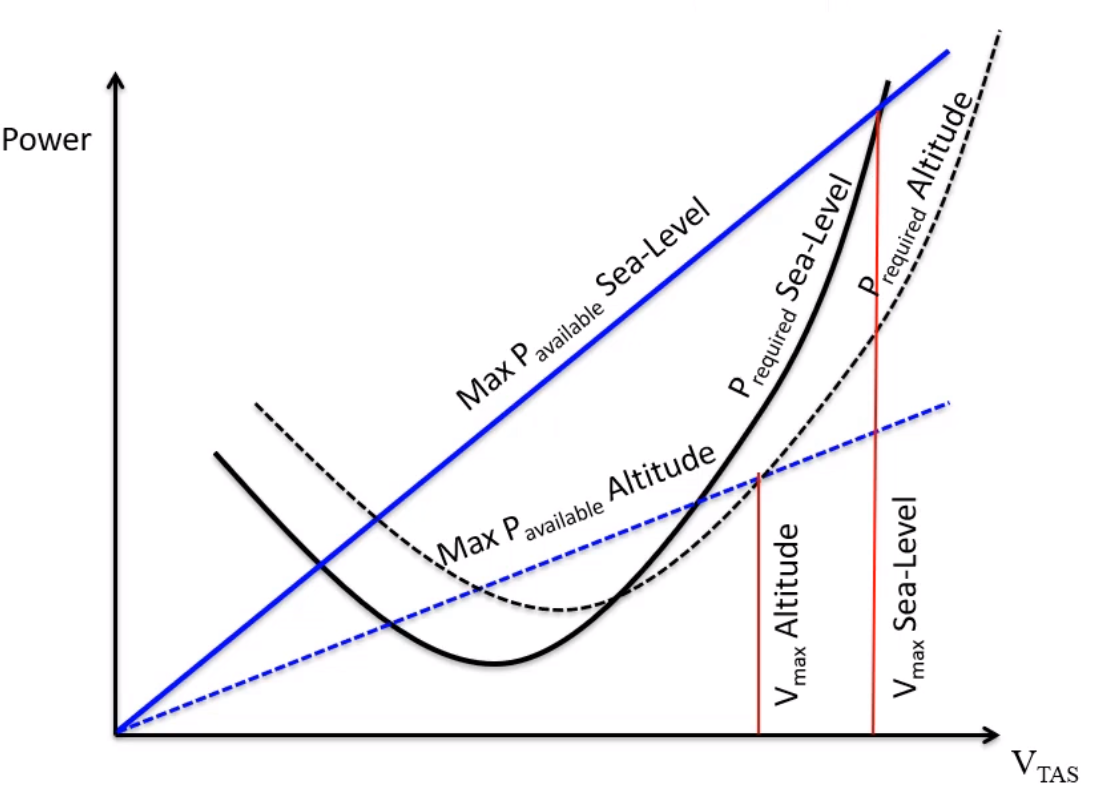 Power
Max P available Sea-Level
P required Sea-Level
P required Altitude
Max P available Altitude
V max Altitude
V max Sea-Level
V TAS